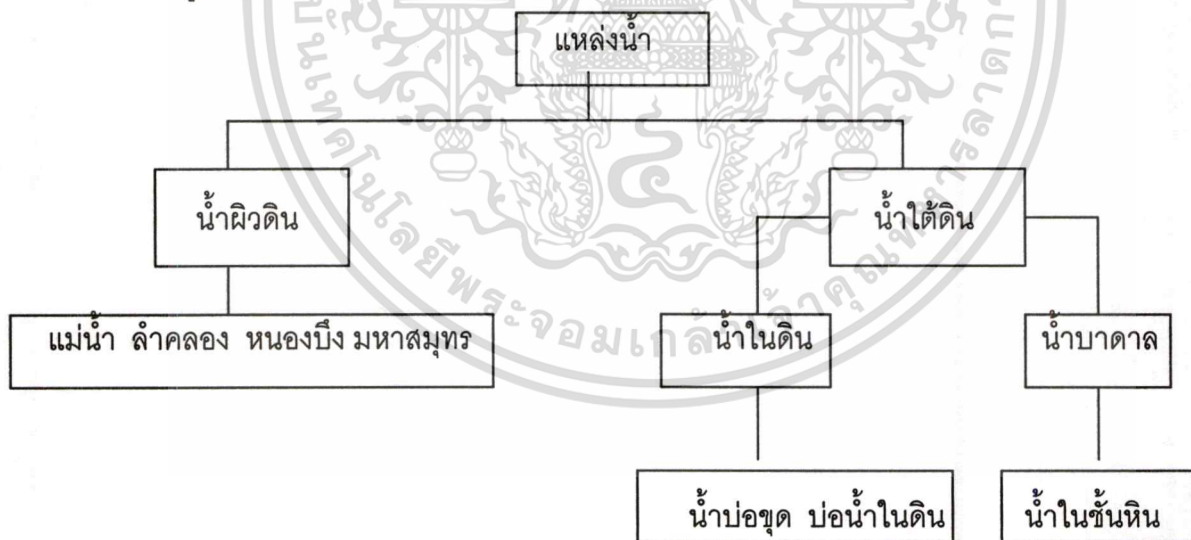 แหล่งน้ำ
น้ำผิวดิน
น้ำใต้ดิน
แม่น้ำ ลำคลอง หนองบึง มหาสมุทร
น้ำในดิน
น้ำบาดาล
น้ำบ่อขุด บ่อน้ำในดิน
น้ำในชั้นหิน